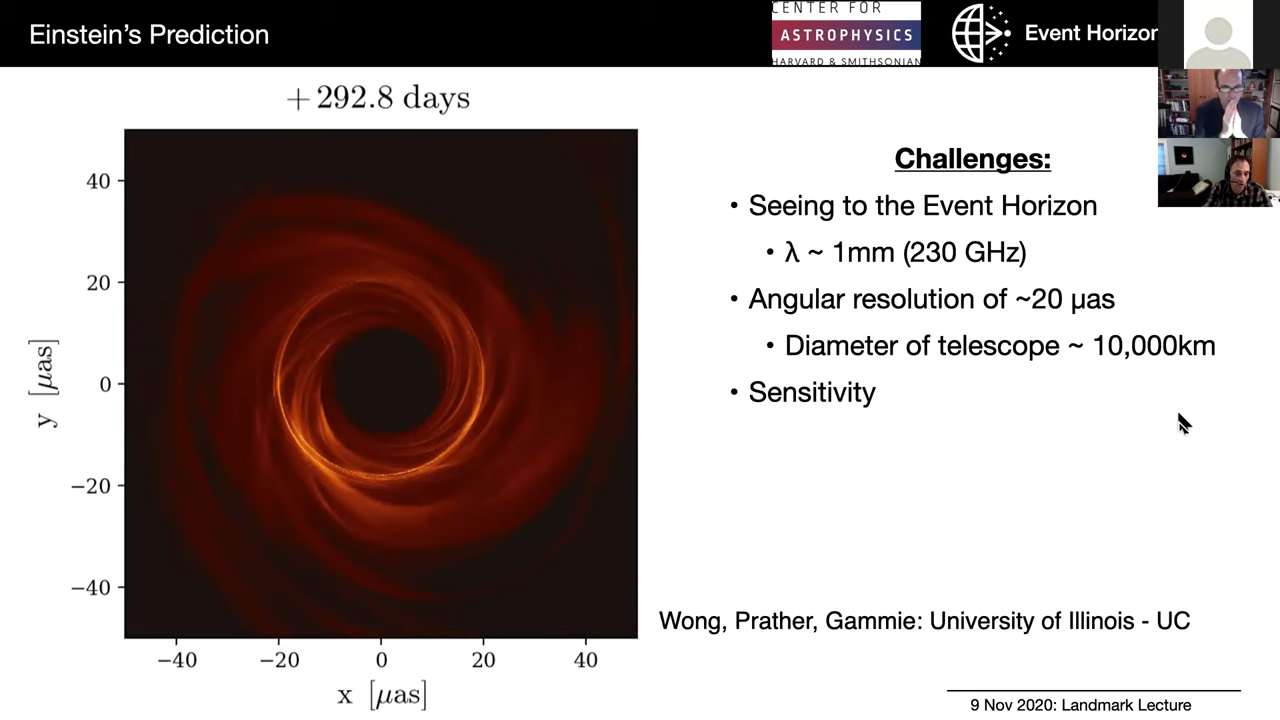 Einstein's Prediction
CENTER FOR
ASTROPHYSICS
HARVARD & SMITHSONIAN
Event Horizon
+ 292.8 days
y [μas]
40
20
0
−20
−40
−40 −20 0 20 40
x [μas]
Challenges:
• Seeing to the Event Horizon
• λ ~ 1mm (230 GHz)
• Angular resolution of ~20 μas
• Diameter of telescope ~ 10,000km
• Sensitivity
Wong, Prather, Gammie: University of Illinois - UC
9 Nov 2020: Landmark Lecture